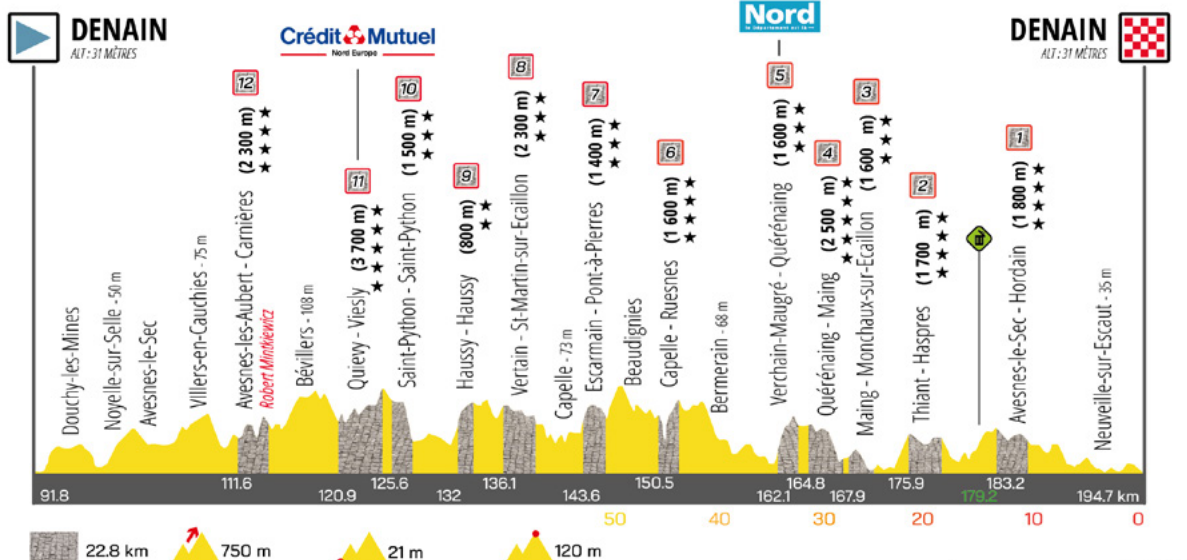 DENAIN
ALT : 31 MÈTRES
Crédit Mutuel
Nord Europe
Nord
DENAIN
ALT : 31 MÈTRES
Douchy-les-Mines
Noyelle-sur-Selle - 50 m
Avesnes-le-Sec
Villers-en-Cauchies - 75 m
12
Avesnes-les-Aubert - Carnières (2 300 m) ★★★★
Robert Mintkiewicz
Bévillers - 108 m
11
Quievy - Viesly (3 700 m) ★★★★★
10
Saint-Python - Saint-Python (1 500 m) ★★★
9
Haussy - Haussy (800 m) ★★
8
Vertain - St-Martin-sur-Ecaillon (2 300 m) ★★★
Capelle - 73 m
7
Escarmain - Pont-à-Pierres (1 400 m) ★★★
Beaudignies
6
Capelle - Ruesnes (1 600 m) ★★★★
Bermerain - 68 m
5
Verchain-Maugré - Quérénaing (1 600 m) ★★★
4
Quérénaing - Maing (2 500 m) ★★★★★
3
Maing - Monchaux-sur-Ecaillon (1 600 m) ★★★
2
Thiant - Haspres (1 700 m) ★★★★
1
Avesnes-le-Sec - Hordain (1 800 m) ★★★★
Neuveille-sur-Escaut - 35 m
91.8
111.6
120.9
125.6
132
136.1
143.6
150.5
162.1
164.8
167.9
175.9
179.2
183.2
194.7 km
50
40
30
20
10
0
22.8 km
750 m
21 m
120 m